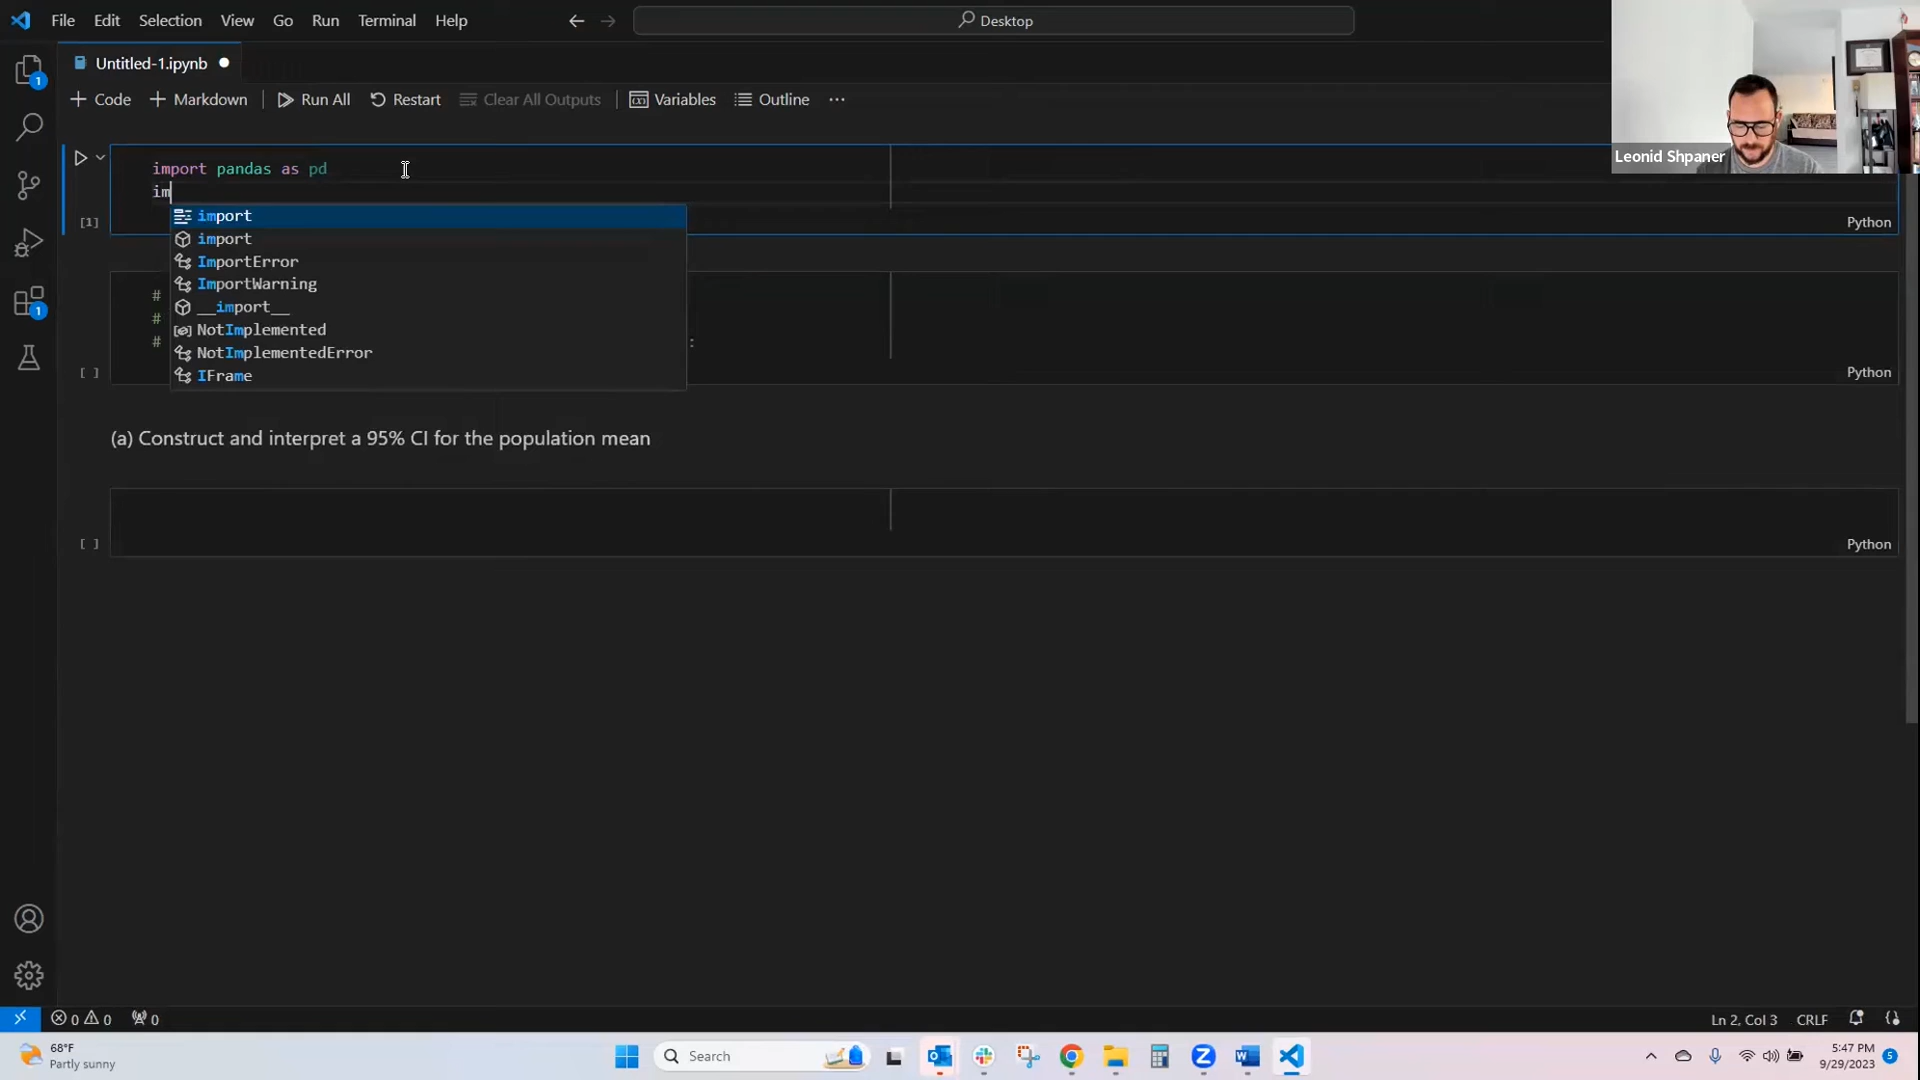 File Edit Selection View Go Run Terminal Help
Desktop
Untitled-1.ipynb
Code Markdown Run All Restart Clear All Outputs Variables Outline ...
import pandas as pd
im
[1]
Python
import
import
ImportError
ImportWarning
__import__
NotImplemented
NotImplementedError
IFrame
#
#
# :
[ ]
Python
(a) Construct and interpret a 95% CI for the population mean
[ ]
Python
Leonid Shpaner
1
1
0 0 0
Ln 2, Col 3 CRLF
68°F
Partly sunny
Search
5:47 PM
9/29/2023
5